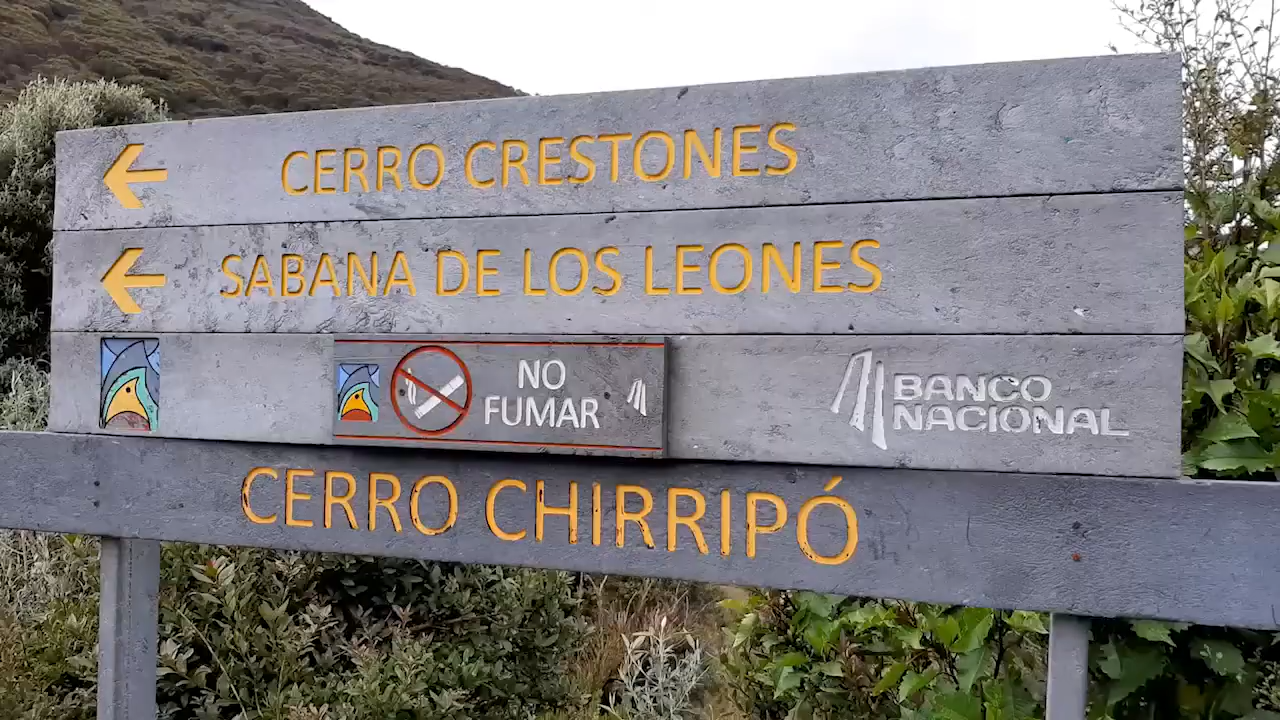 CERRO CRESTONES
SABANA DE LOS LEONES
NO
FUMAR
BANCO
NACIONAL
CERRO CHIRRIPÓ